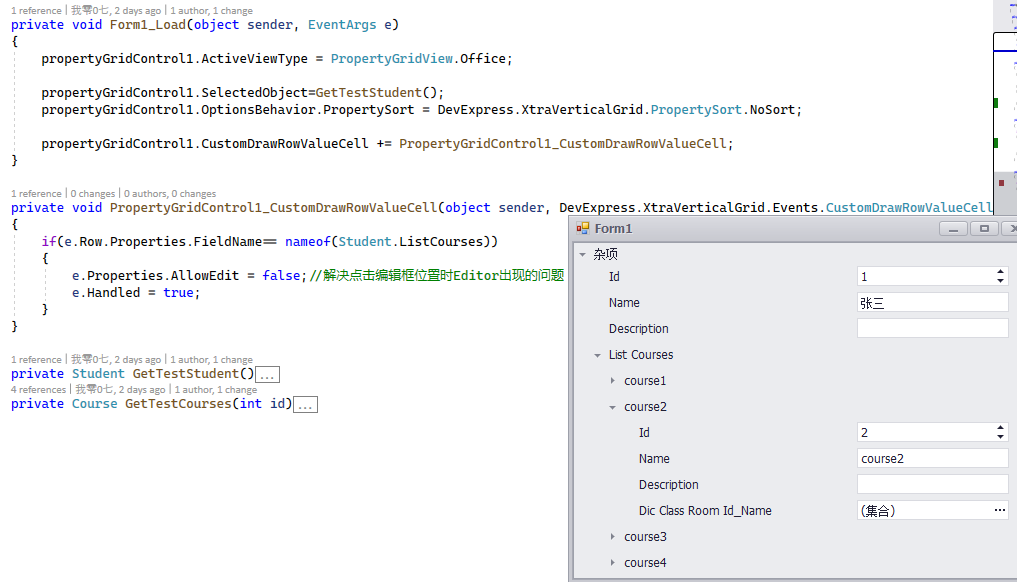 1 reference | 我零0七, 2 days ago | 1 author, 1 change
private void Form1_Load(object sender, EventArgs e)
{
propertyGridControl1.ActiveViewType = PropertyGridView.Office;
propertyGridControl1.SelectedObject=GetTestStudent();
propertyGridControl1.OptionsBehavior.PropertySort = DevExpress.XtraVerticalGrid.PropertySort.NoSort;
propertyGridControl1.CustomDrawRowValueCell += PropertyGridControl1_CustomDrawRowValueCell;
}
1 reference | 0 changes | 0 authors, 0 changes
private void PropertyGridControl1_CustomDrawRowValueCell(object sender, DevExpress.XtraVerticalGrid.Events.CustomDrawRowValueCell
{
if(e.Row.Properties.FieldName== nameof(Student.ListCourses))
{
e.Properties.AllowEdit = false;//解决点击编辑框位置时Editor出现的问题
e.Handled = true;
}
}
1 reference | 我零0七, 2 days ago | 1 author, 1 change
private Student GetTestStudent()...
4 references | 我零0七, 2 days ago | 1 author, 1 change
private Course GetTestCourses(int id)...
Form1
杂项
Id 1
Name 张三
Description
List Courses
course1
course2
Id 2
Name course2
Description
Dic Class Room Id_Name (集合) ...
course3
course4